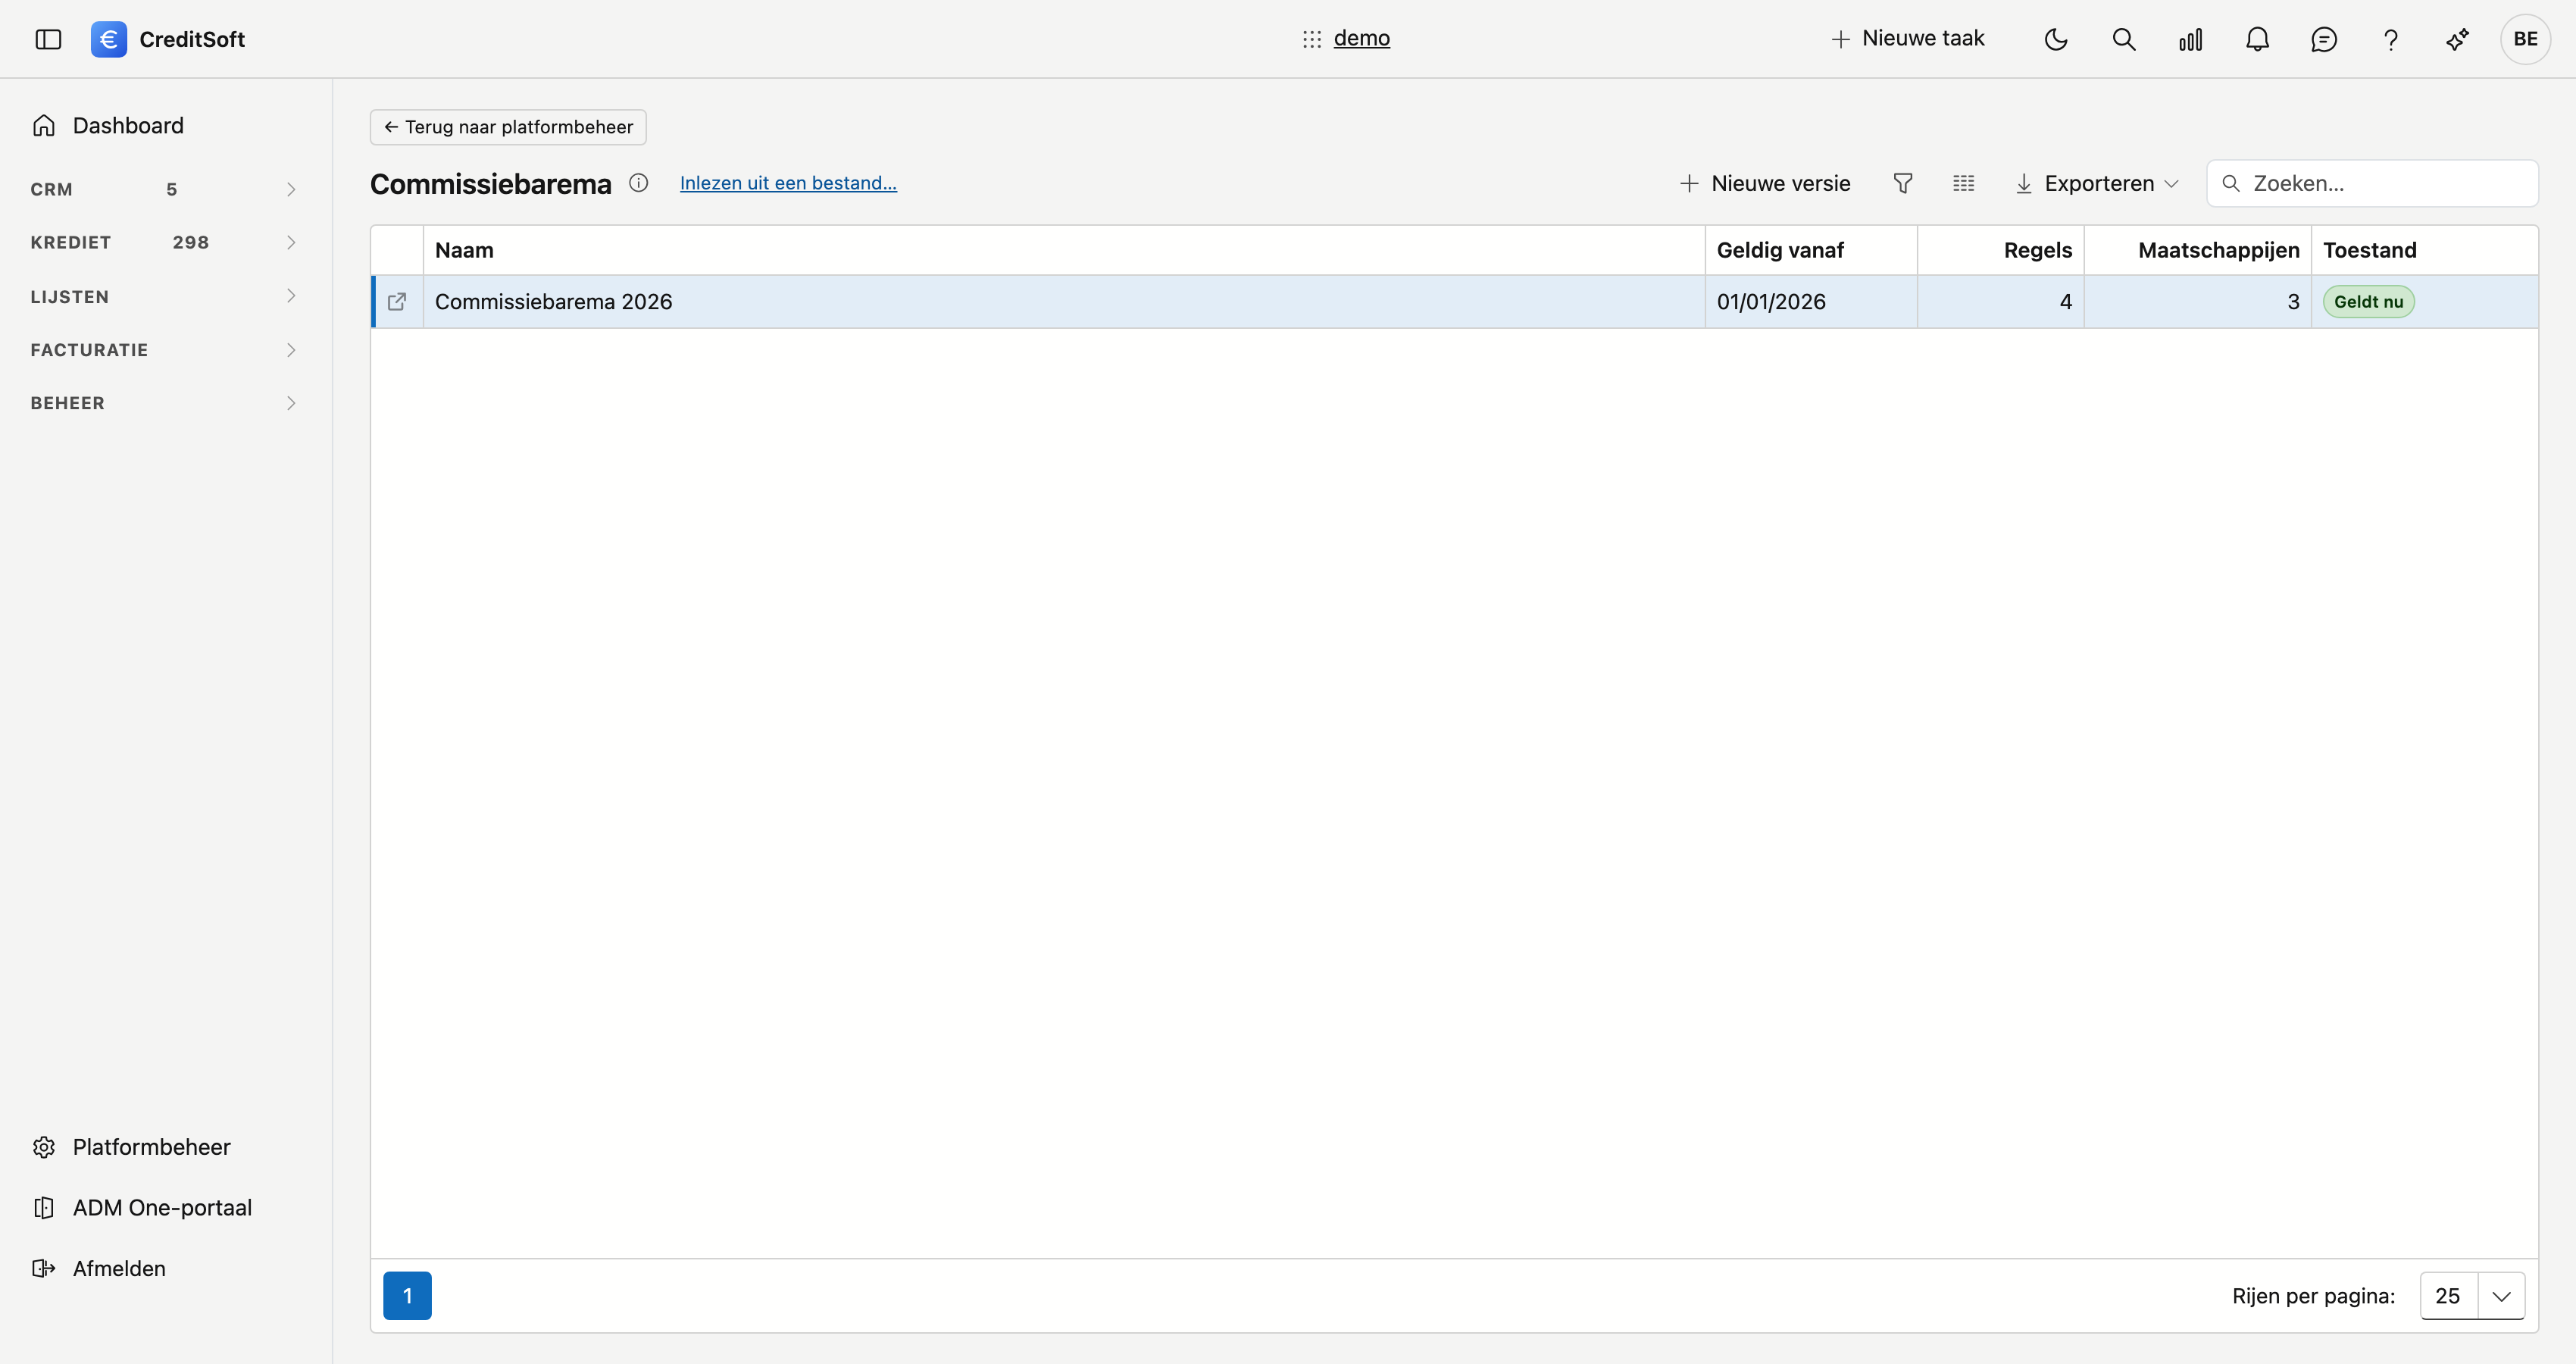 CreditSoft
demo
Nieuwe taak
BE
Dashboard
CRM 5
KREDIET 298
LIJSTEN
FACTURATIE
BEHEER
Platformbeheer
ADM One-portaal
Afmelden
← Terug naar platformbeheer
Commissiebarema
Inlezen uit een bestand...
Nieuwe versie
Exporteren
Zoeken...
Naam Geldig vanaf Regels Maatschappijen Toestand
Commissiebarema 2026 01/01/2026 4 3 Geldt nu
1
Rijen per pagina: 25